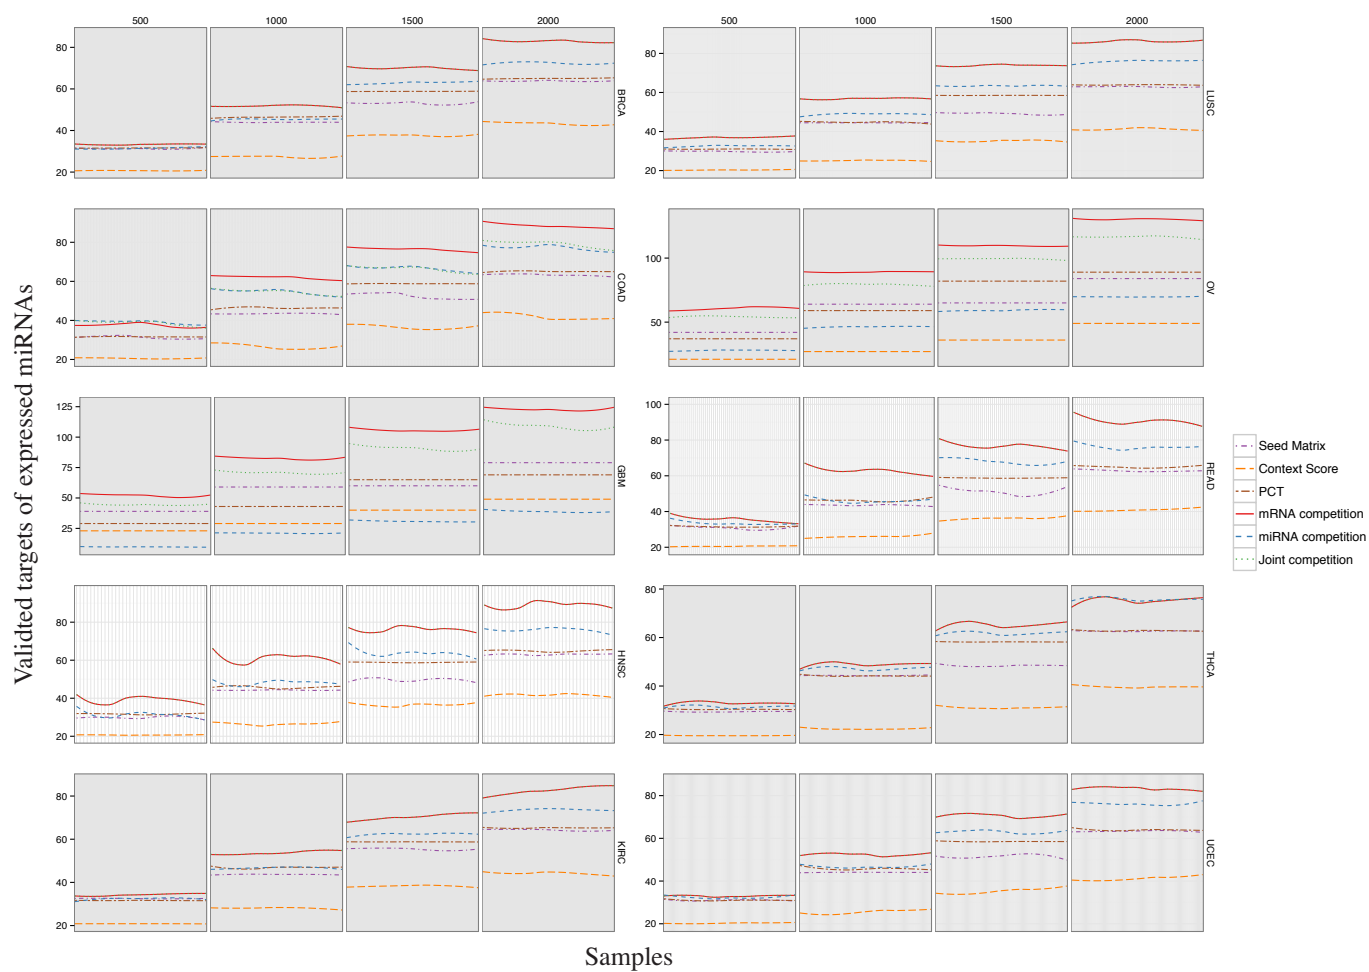 500 1000 1500 2000
80
60
40
20
BRCA
500 1000 1500 2000
80
60
40
20
LUSC
80
60
40
20
COAD
100
50
OV
125
100
75
50
25
GBM
100
80
60
40
20
READ
80
60
40
20
HNSC
80
60
40
20
THCA
80
60
40
20
KIRC
80
60
40
20
UCEC
Validted targets of expressed miRNAs
Samples
Seed Matrix
Context Score
PCT
mRNA competition
miRNA competition
Joint competition